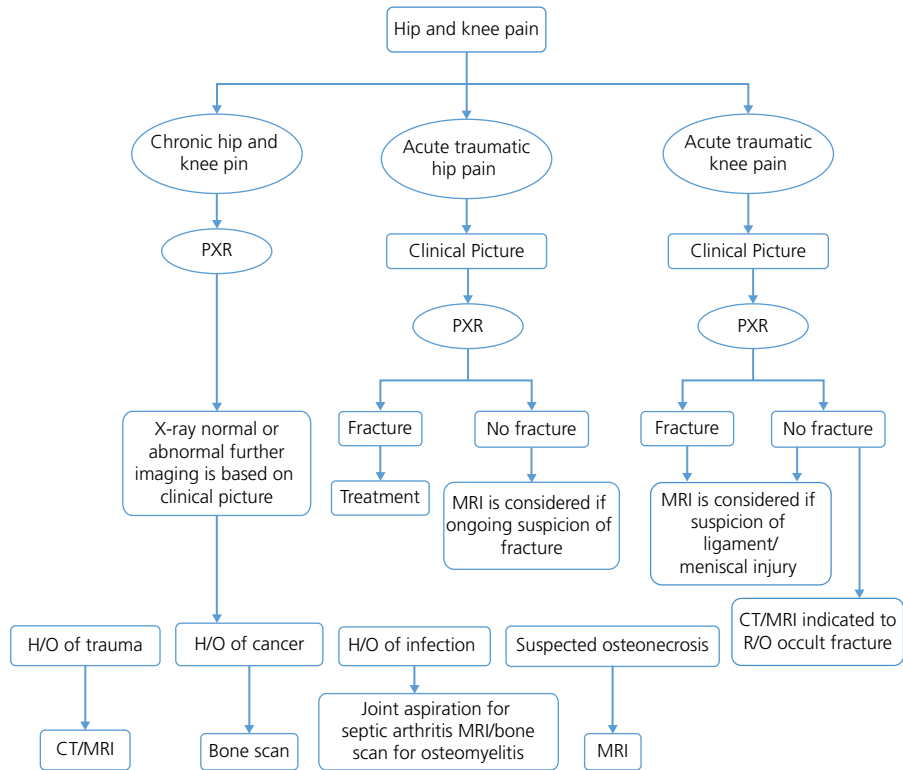 Hip and knee pain
Chronic hip and
knee pin
Acute traumatic
hip pain
Acute traumatic
knee pain
PXR
Clinical Picture
Clinical Picture
PXR
PXR
X-ray normal or
abnormal further
imaging is based on
clinical picture
Fracture
No fracture
Fracture
No fracture
Treatment
MRI is considered if
ongoing suspicion of
fracture
MRI is considered if
suspicion of
ligament/
meniscal injury
CT/MRI indicated to
R/O occult fracture
H/O of trauma
H/O of cancer
H/O of infection
Suspected osteonecrosis
CT/MRI
Bone scan
Joint aspiration for
septic arthritis MRI/bone
scan for osteomyelitis
MRI